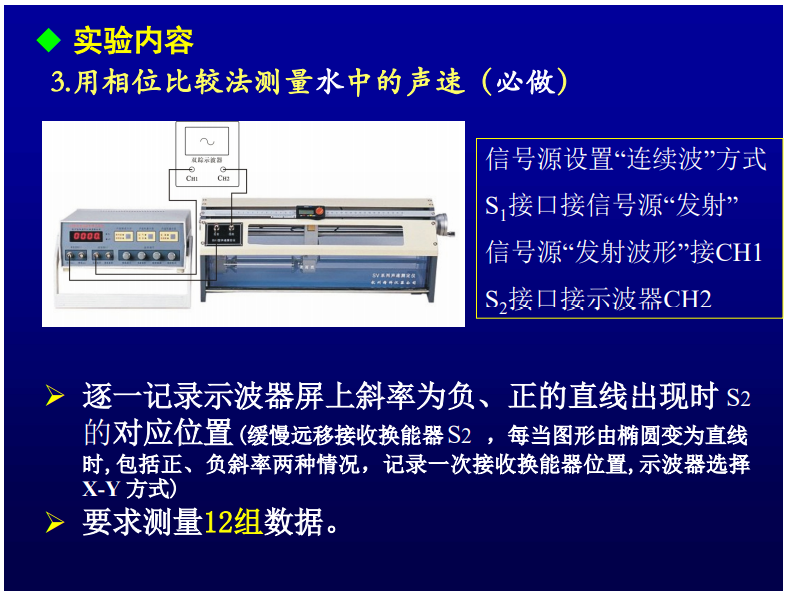 实验内容
3.用相位比较法测量水中的声速（必做）
双踪示波器
CH1 CH2
信号源设置“连续波”方式
S1接口接信号源“发射”
信号源“发射波形”接CH1
S2接口接示波器CH2
逐一记录示波器屏上斜率为负、正的直线出现时 S2
的对应位置(缓慢远移接收换能器 S2 ，每当图形由椭圆变为直线
时,包括正、负斜率两种情况，记录一次接收换能器位置,示波器选择
X-Y 方式)
要求测量12组数据。